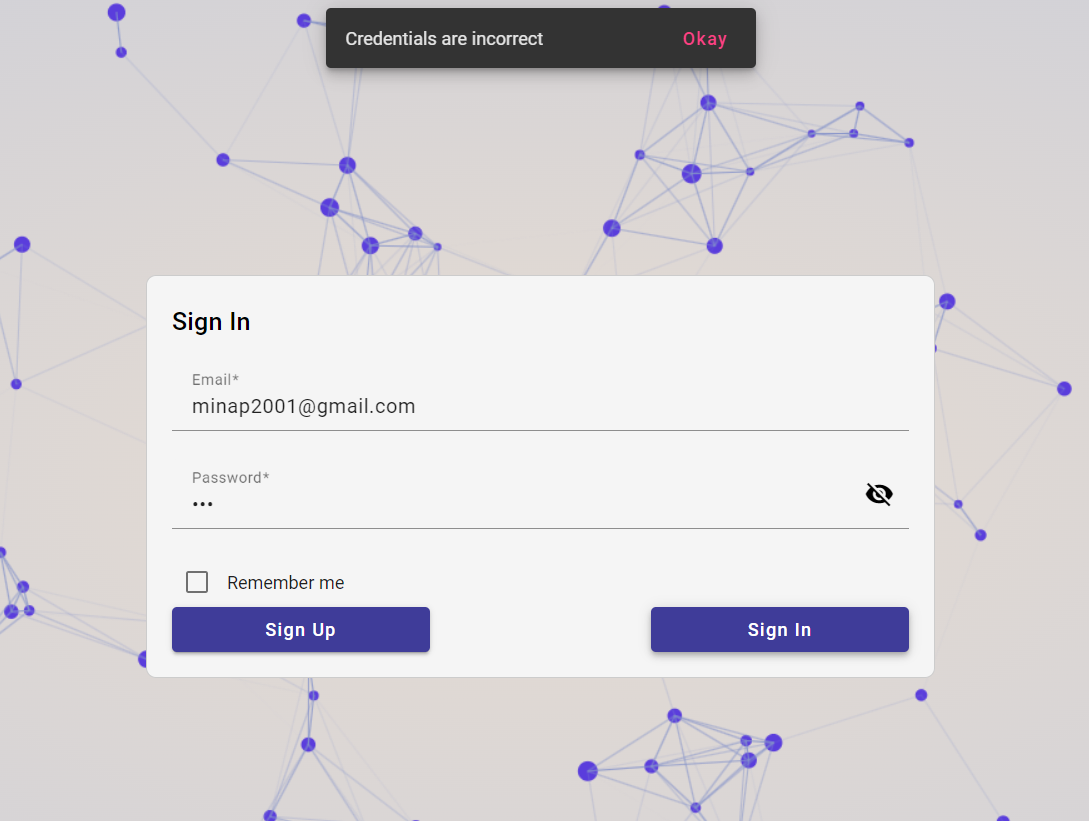 Credentials are incorrect Okay
Sign In
Email*
minap2001@gmail.com
Password*
•••
Remember me
Sign Up Sign In